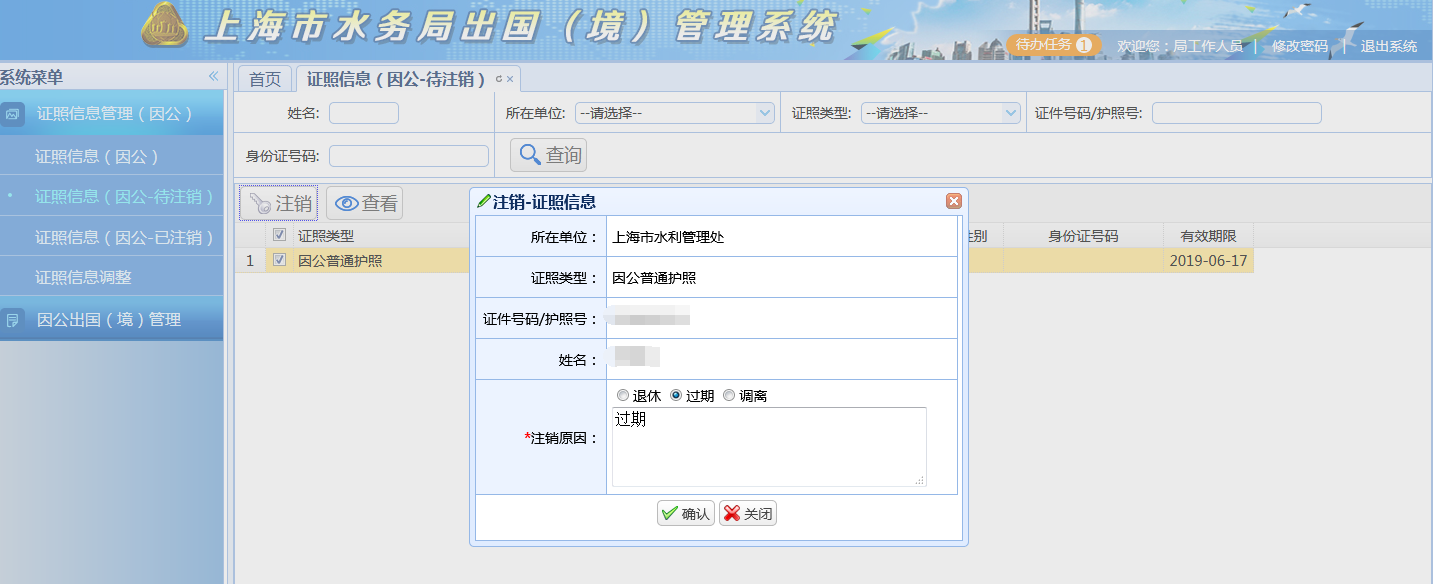 上海市水务局出国（境）管理系统
待办任务 1 欢迎您：局工作人员 | 修改密码 | 退出系统
系统菜单 «
首页 证照信息（因公-待注销）
证照信息管理（因公）
证照信息（因公）
证照信息（因公-待注销）
证照信息（因公-已注销）
证照信息调整
因公出国（境）管理
姓名: 所在单位: --请选择-- 证照类型: --请选择-- 证件号码/护照号:
身份证号码: 查询
注销 查看
证照类型 性别 身份证号码 有效期限
1 因公普通护照 2019-06-17
注销-证照信息
所在单位： 上海市水利管理处
证照类型： 因公普通护照
证件号码/护照号：
姓名：
退休 过期 调离
*注销原因： 过期
确认 关闭